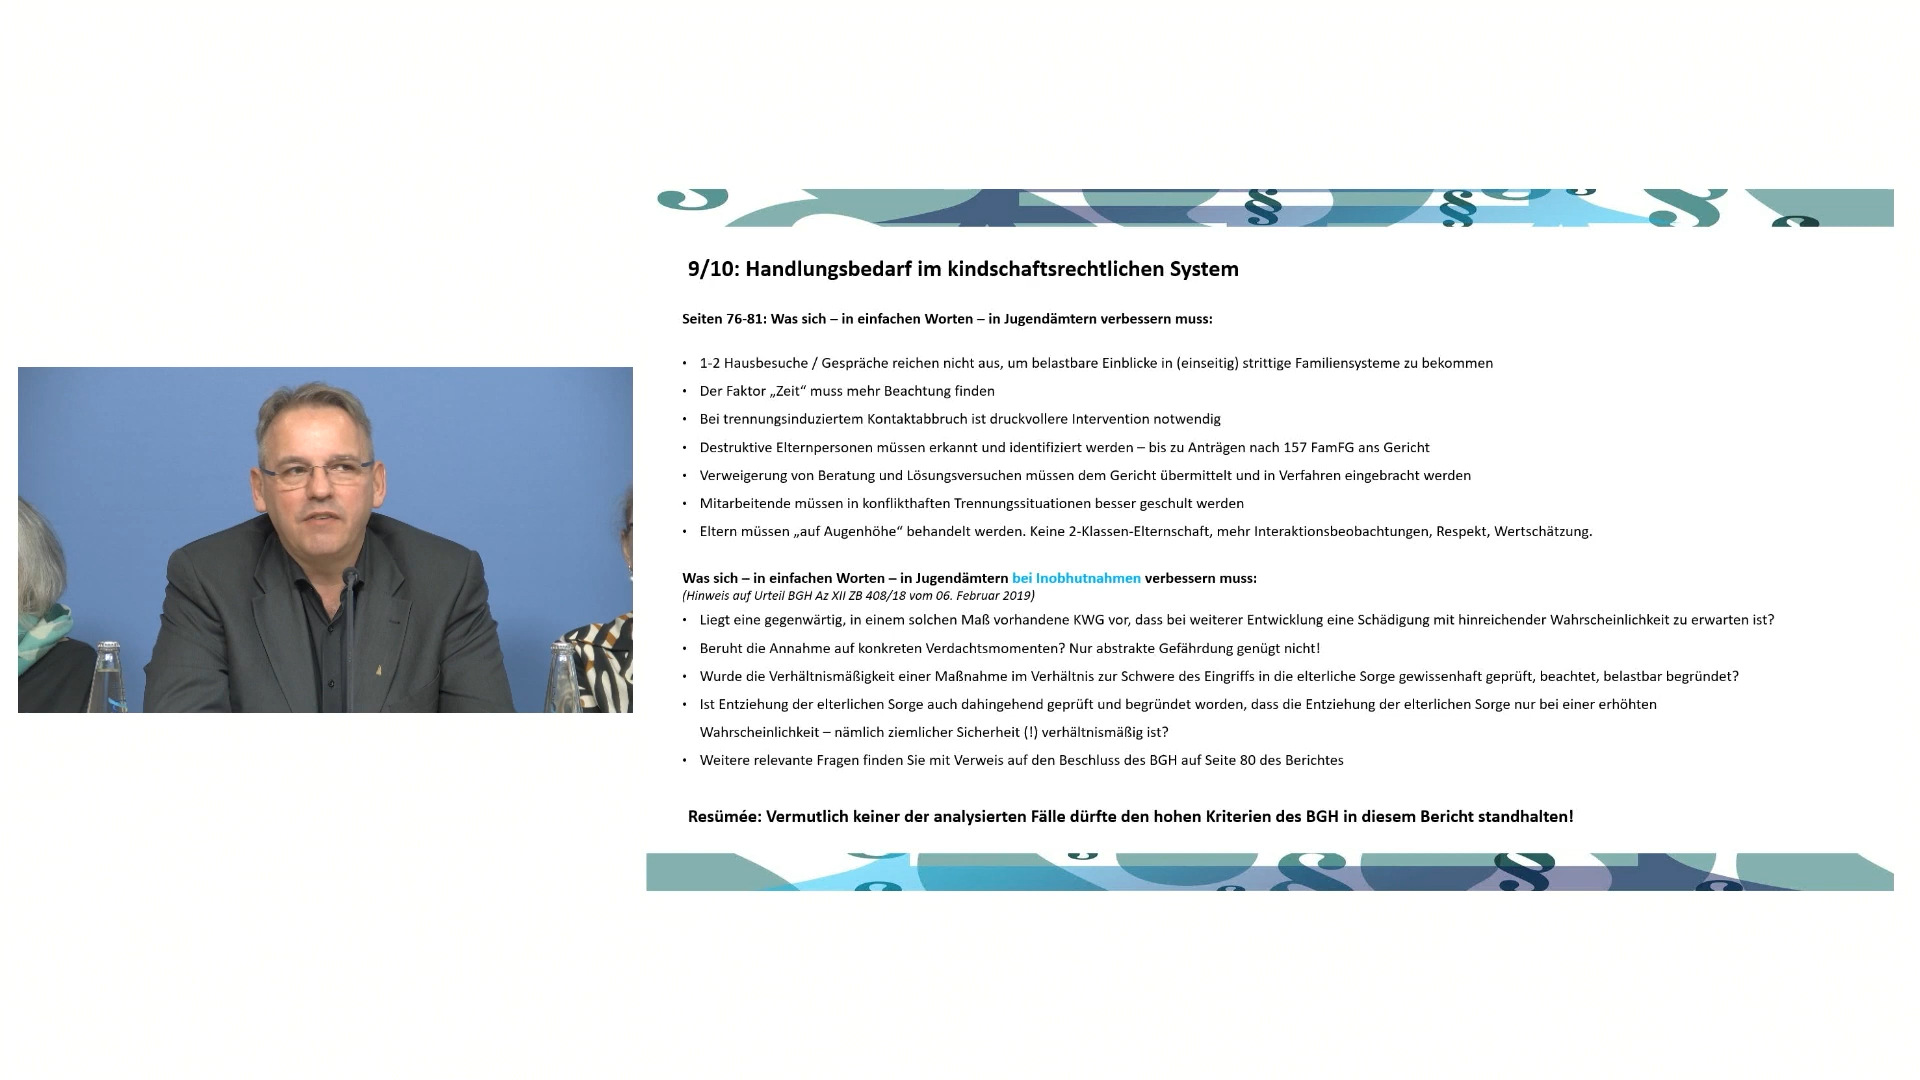 9/10: Handlungsbedarf im kindschaftsrechtlichen System
Seiten 76-81: Was sich – in einfachen Worten – in Jugendämtern verbessern muss:
• 1-2 Hausbesuche / Gespräche reichen nicht aus, um belastbare Einblicke in (einseitig) strittige Familiensysteme zu bekommen
• Der Faktor „Zeit“ muss mehr Beachtung finden
• Bei trennungsinduziertem Kontaktabbruch ist druckvollere Intervention notwendig
• Destruktive Elternpersonen müssen erkannt und identifiziert werden – bis zu Anträgen nach 157 FamFG ans Gericht
• Verweigerung von Beratung und Lösungsversuchen müssen dem Gericht übermittelt und in Verfahren eingebracht werden
• Mitarbeitende müssen in konflikthaften Trennungssituationen besser geschult werden
• Eltern müssen „auf Augenhöhe“ behandelt werden. Keine 2-Klassen-Elternschaft, mehr Interaktionsbeobachtungen, Respekt, Wertschätzung.
Was sich – in einfachen Worten – in Jugendämtern bei Inobhutnahmen verbessern muss:
(Hinweis auf Urteil BGH Az XII ZB 408/18 vom 06. Februar 2019)
• Liegt eine gegenwärtig, in einem solchen Maß vorhandene KWG vor, dass bei weiterer Entwicklung eine Schädigung mit hinreichender Wahrscheinlichkeit zu erwarten ist?
• Beruht die Annahme auf konkreten Verdachtsmomenten? Nur abstrakte Gefährdung genügt nicht!
• Wurde die Verhältnismäßigkeit einer Maßnahme im Verhältnis zur Schwere des Eingriffs in die elterliche Sorge gewissenhaft geprüft, beachtet, belastbar begründet?
• Ist Entziehung der elterlichen Sorge auch dahingehend geprüft und begründet worden, dass die Entziehung der elterlichen Sorge nur bei einer erhöhten
Wahrscheinlichkeit – nämlich ziemlicher Sicherheit (!) verhältnismäßig ist?
• Weitere relevante Fragen finden Sie mit Verweis auf den Beschluss des BGH auf Seite 80 des Berichtes
Resümée: Vermutlich keiner der analysierten Fälle dürfte den hohen Kriterien des BGH in diesem Bericht standhalten!